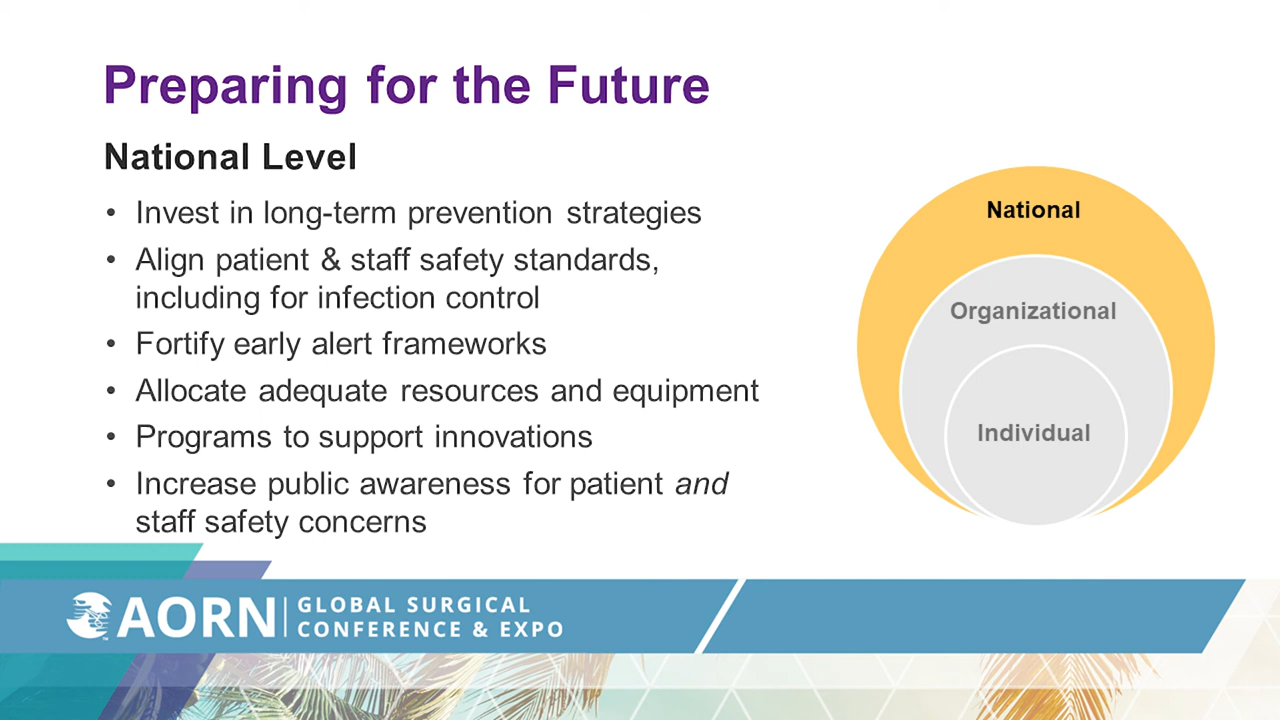 Preparing for the Future
National Level
• Invest in long-term prevention strategies
• Align patient & staff safety standards,
including for infection control
• Fortify early alert frameworks
• Allocate adequate resources and equipment
• Programs to support innovations
• Increase public awareness for patient and
staff safety concerns
National
Organizational
Individual
AORN
GLOBAL SURGICAL
CONFERENCE & EXPO